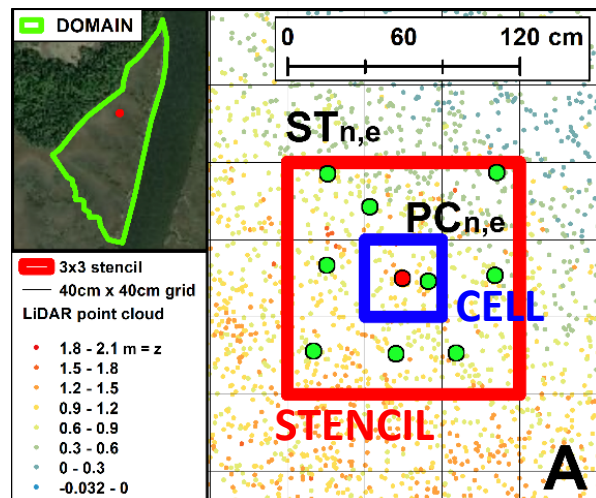 DOMAIN
0 60 120 cm
STn,e
PCn,e
CELL
STENCIL
A
3x3 stencil
40cm x 40cm grid
LiDAR point cloud
1.8 - 2.1 m = z
1.5 - 1.8
1.2 - 1.5
0.9 - 1.2
0.6 - 0.9
0.3 - 0.6
0 - 0.3
-0.032 - 0